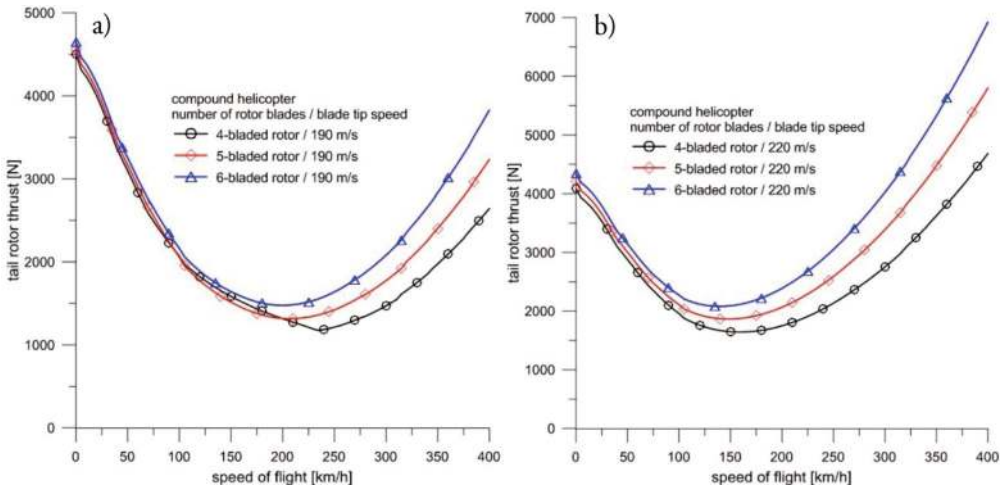 a)
5000
4000
3000
2000
1000
0
tail rotor thrust [N]
compound helicopter
number of rotor blades / blade tip speed
4-bladed rotor / 190 m/s
5-bladed rotor / 190 m/s
6-bladed rotor / 190 m/s
0 50 100 150 200 250 300 350 400
speed of flight [km/h]
b)
7000
6000
5000
4000
3000
2000
1000
0
tail rotor thrust [N]
compound helicopter
number of rotor blades / blade tip speed
4-bladed rotor / 220 m/s
5-bladed rotor / 220 m/s
6-bladed rotor / 220 m/s
0 50 100 150 200 250 300 350 400
speed of flight [km/h]